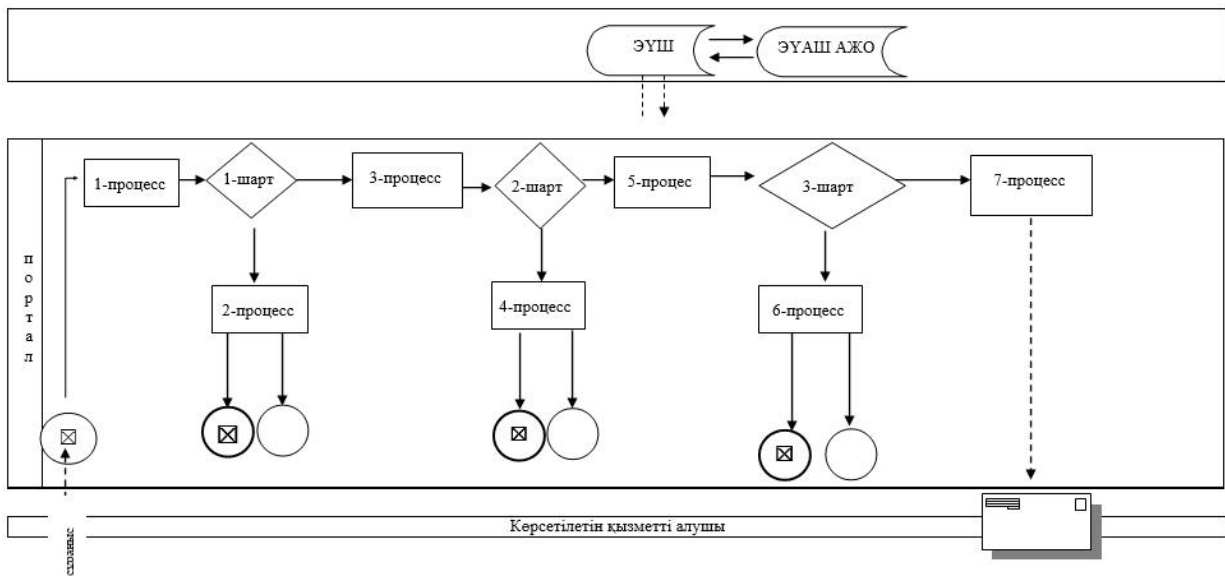 ЭҮШ
ЭҮАШ АЖО
1-процесс
1-шарт
3-процесс
2-шарт
5-процес
3-шарт
7-процесс
2-процесс
4-процесс
6-процесс
портал
Көрсетілетін қызметті алушы